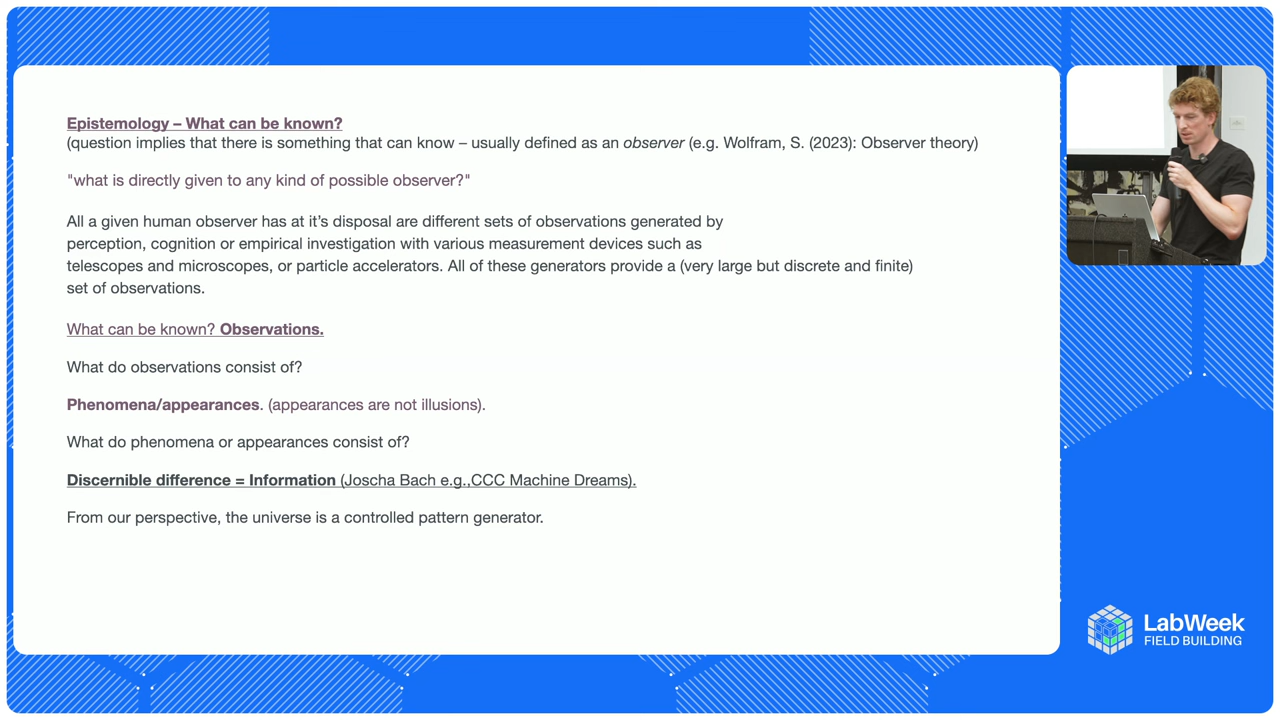 Epistemology – What can be known?
(question implies that there is something that can know – usually defined as an observer (e.g. Wolfram, S. (2023): Observer theory)
"what is directly given to any kind of possible observer?"
All a given human observer has at it's disposal are different sets of observations generated by
perception, cognition or empirical investigation with various measurement devices such as
telescopes and microscopes, or particle accelerators. All of these generators provide a (very large but discrete and finite)
set of observations.
What can be known? Observations.
What do observations consist of?
Phenomena/appearances. (appearances are not illusions).
What do phenomena or appearances consist of?
Discernible difference = Information (Joscha Bach e.g.,CCC Machine Dreams).
From our perspective, the universe is a controlled pattern generator.
LabWeek
FIELD BUILDING